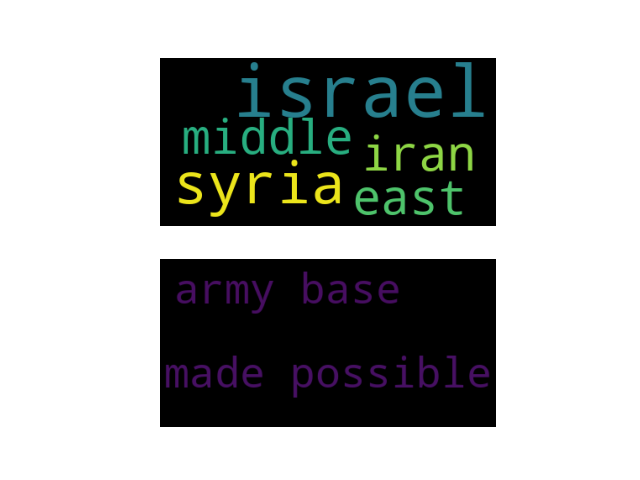 israel
middle
iran
syria
east
army base
made possible